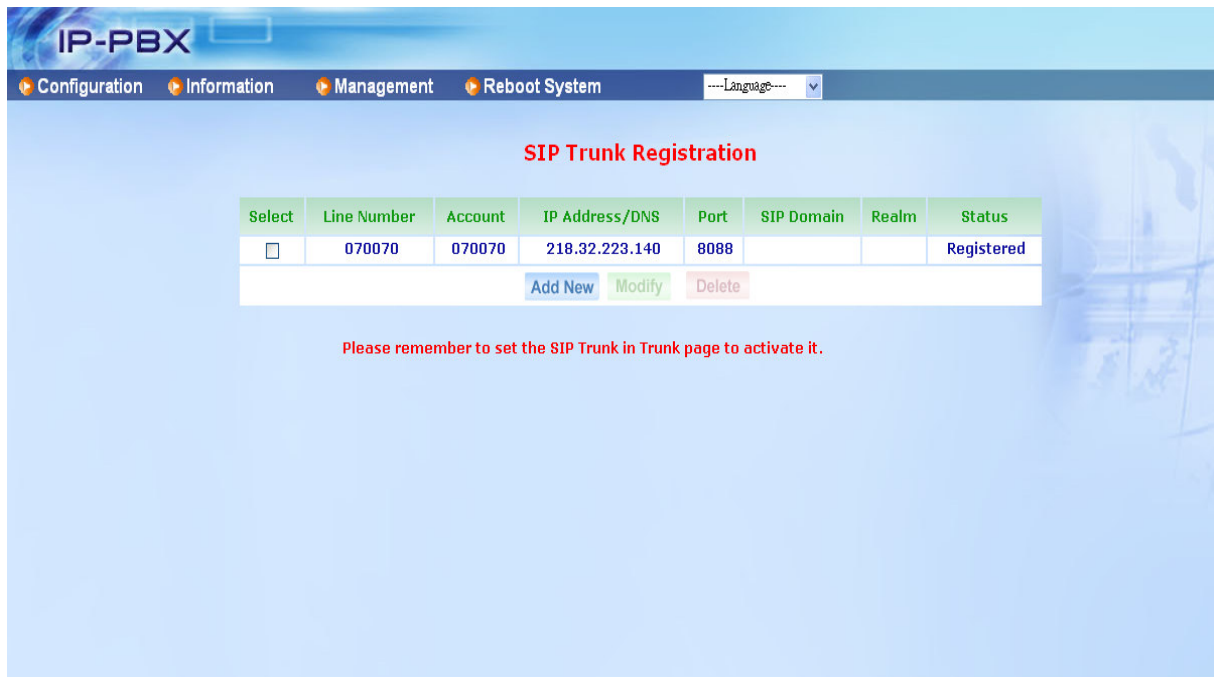 IP-PBX
Configuration Information Management Reboot System ----Language----
SIP Trunk Registration
Select Line Number Account IP Address/DNS Port SIP Domain Realm Status
070070 070070 218.32.223.140 8088 Registered
Add New Modify Delete
Please remember to set the SIP Trunk in Trunk page to activate it.